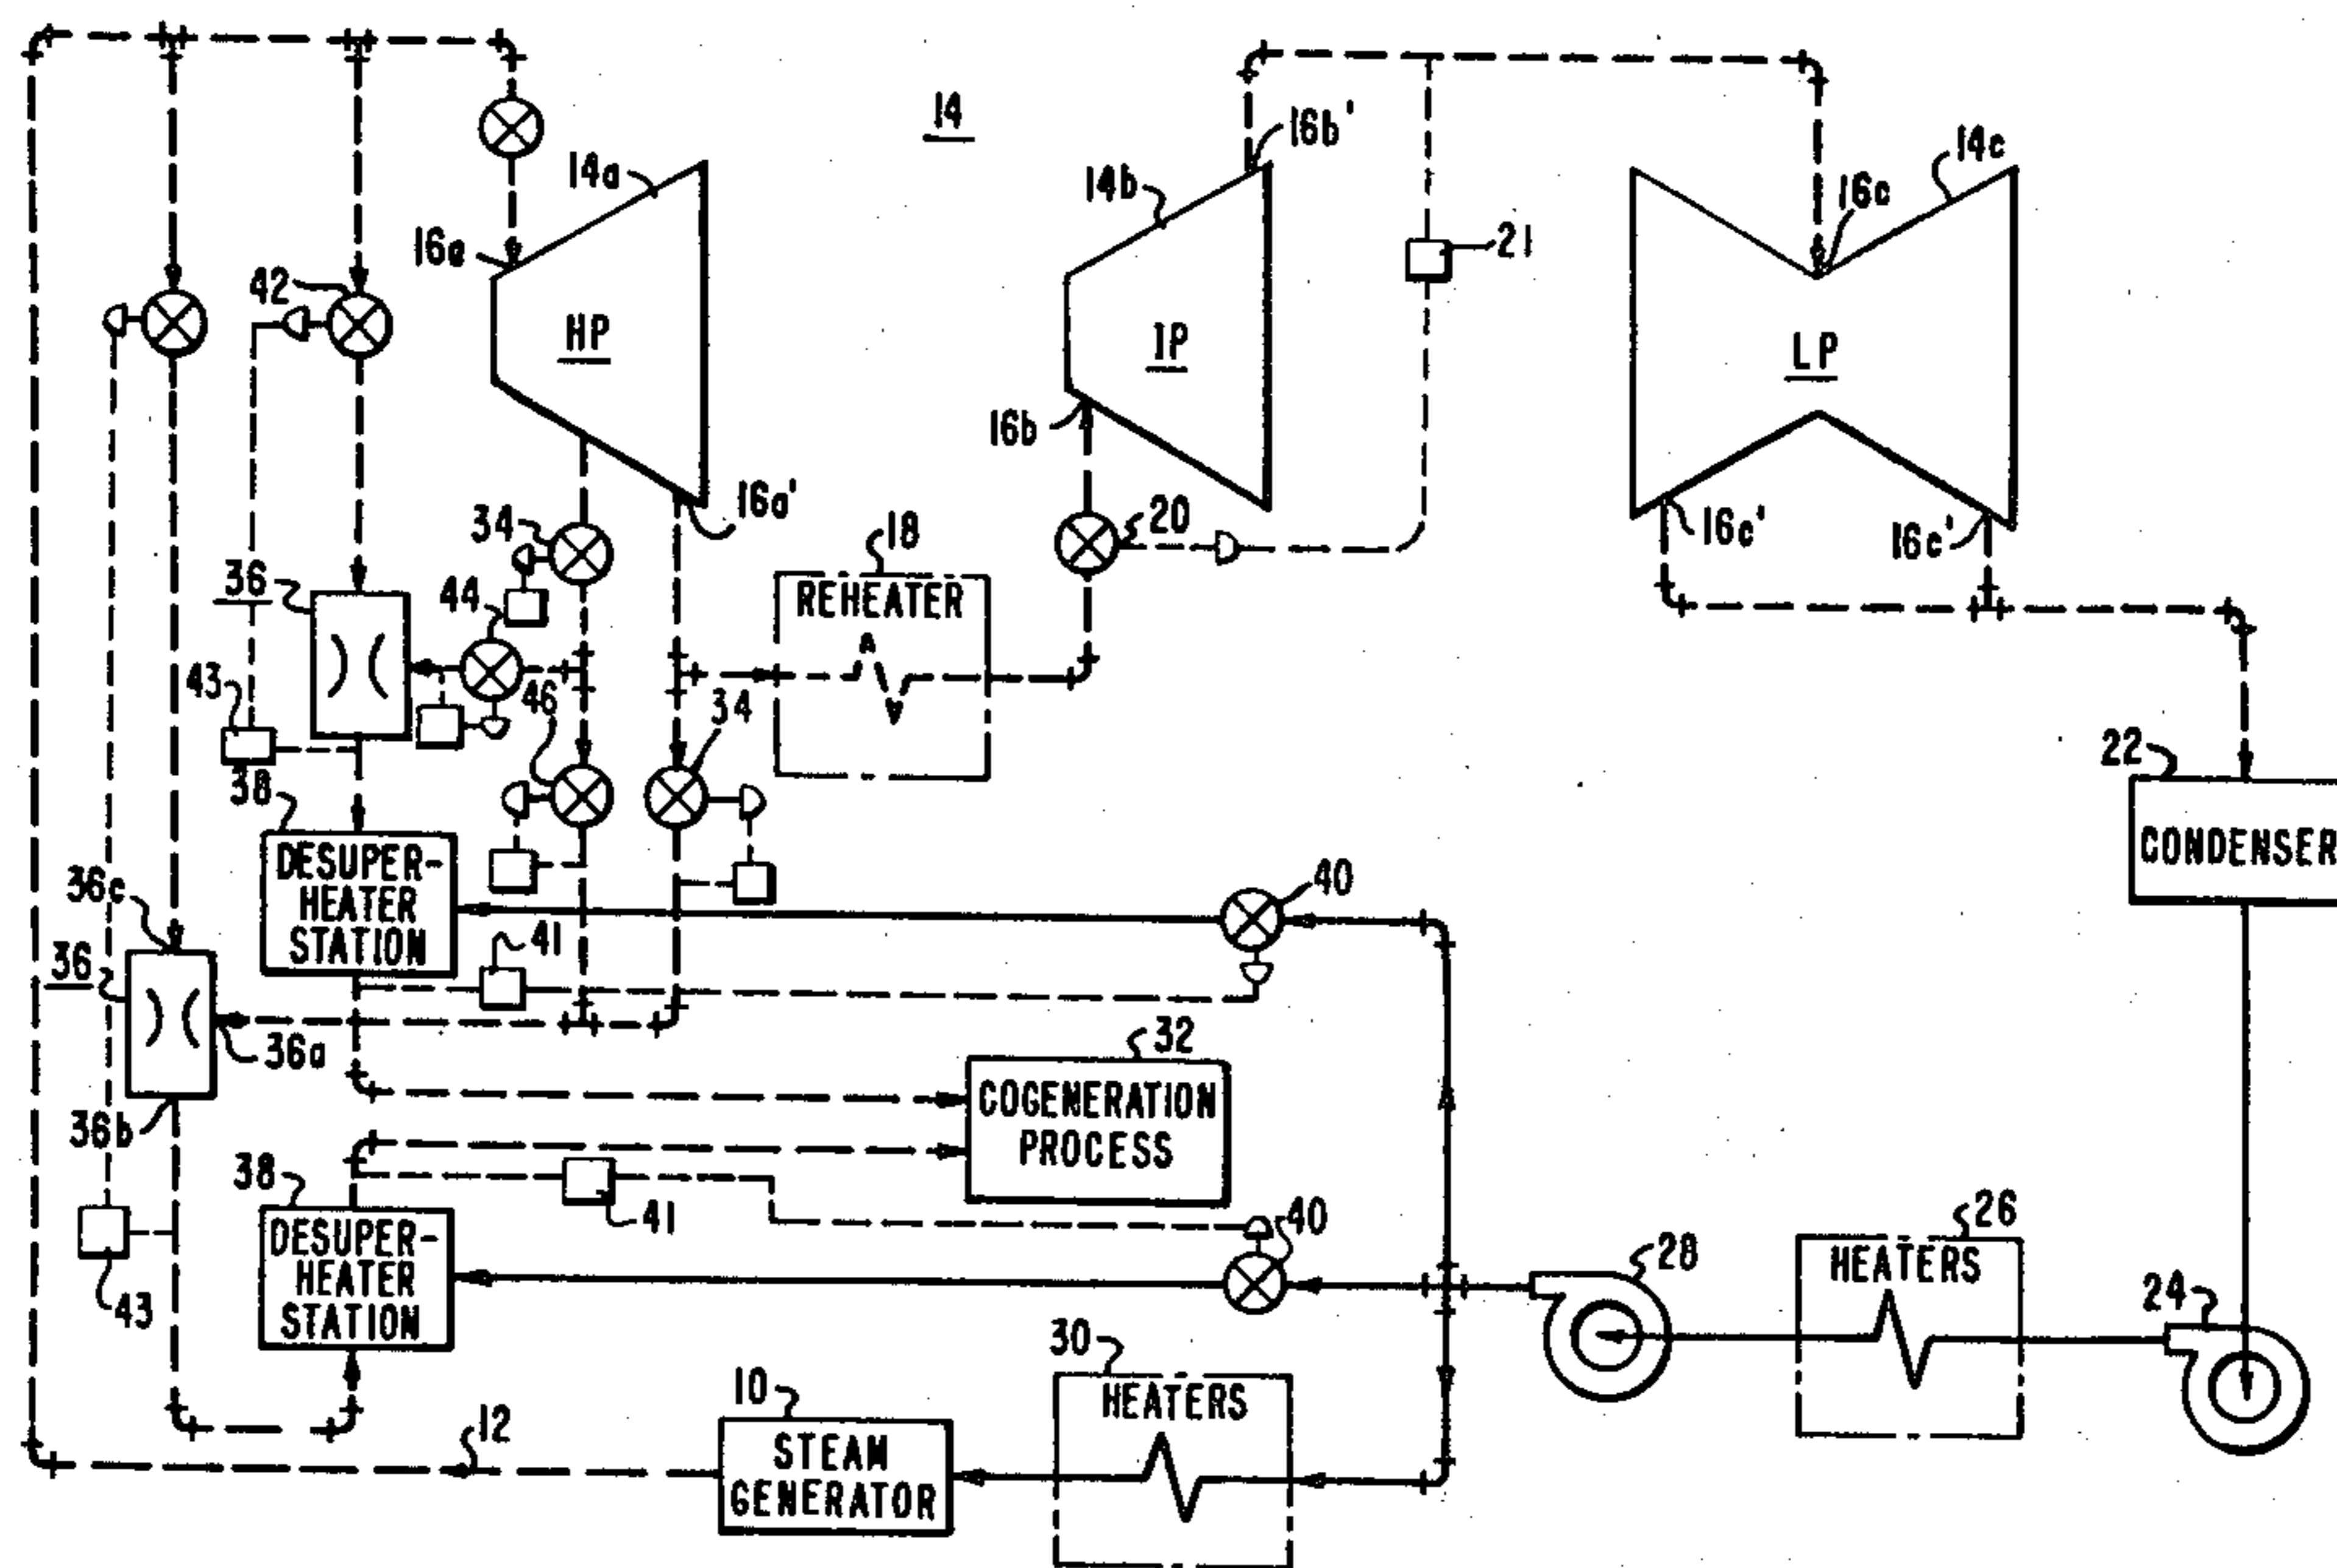 14
16b'
14a
14b
14c
16c
16a
21
42
HP
IP
LP
16b
16a'
34
20
18
16c'
16c'
36
44
REHEATER
43
46
34
38
22
DESUPER-
HEATER
STATION
CONDENSER
40
36c
41
36
36a
32
COGENERATION
PROCESS
36b
38
41
40
26
28
HEATERS
DESUPER-
HEATER
STATION
43
24
30
10
HEATERS
12
STEAM
GENERATOR